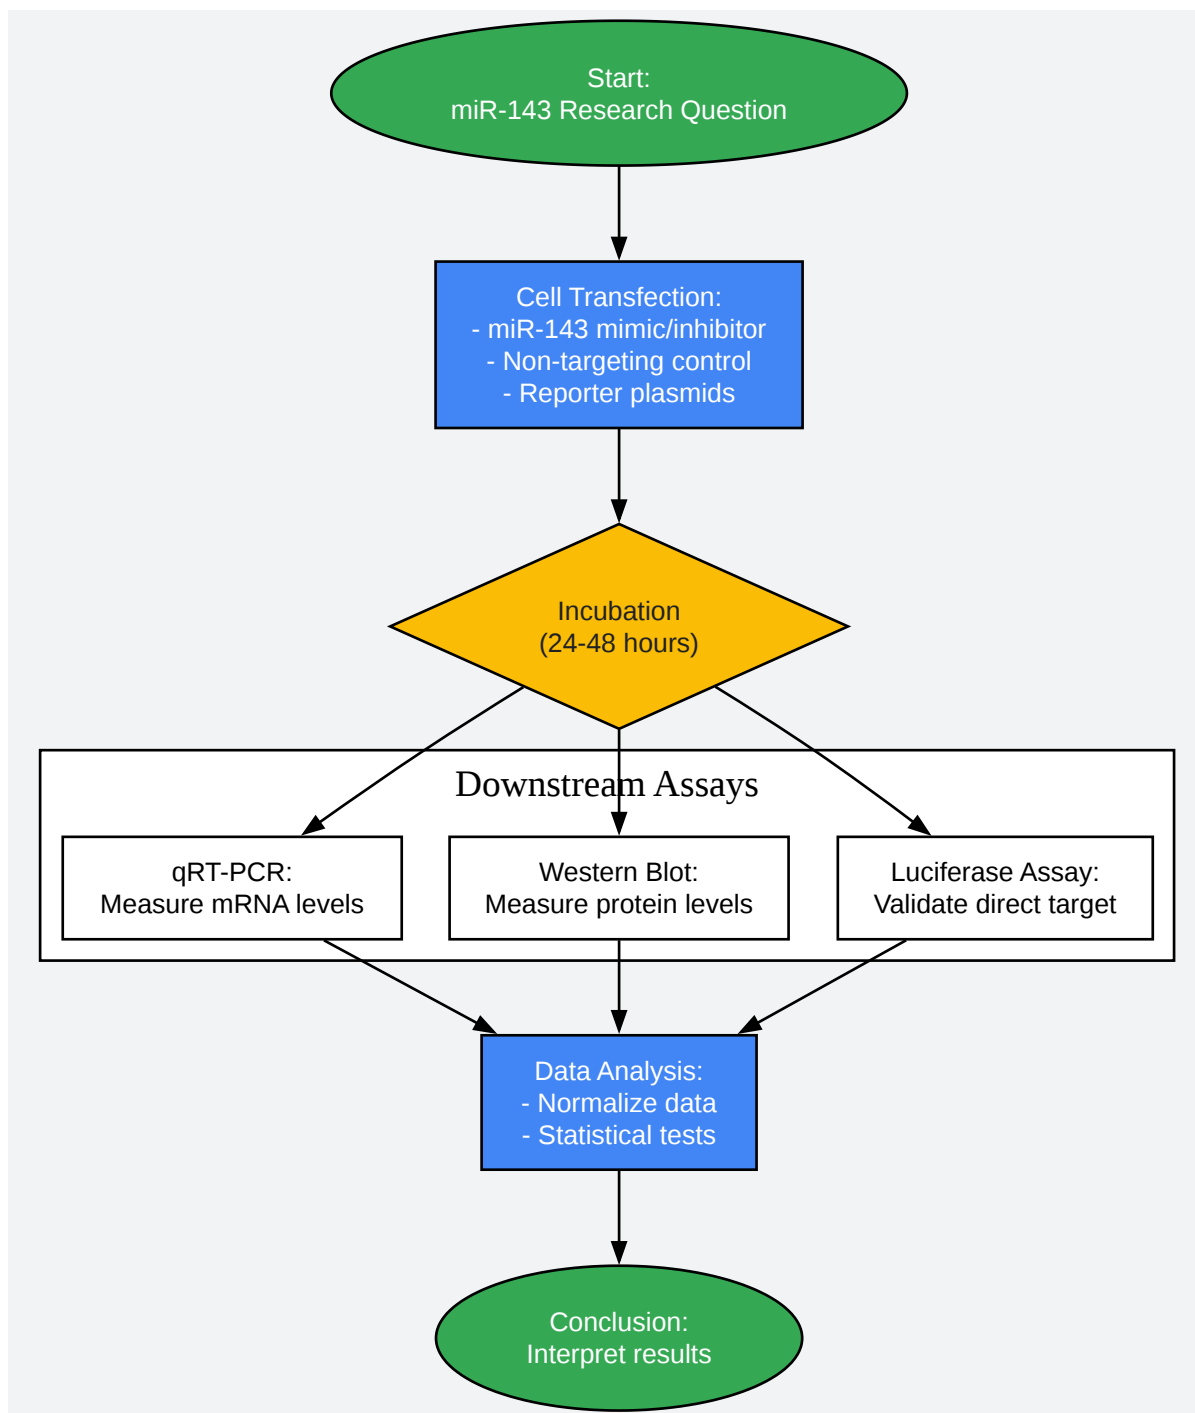 Start:
miR-143 Research Question
Cell Transfection:
- miR-143 mimic/inhibitor
- Non-targeting control
- Reporter plasmids
Incubation
(24-48 hours)
Downstream Assays
qRT-PCR:
Measure mRNA levels
Western Blot:
Measure protein levels
Luciferase Assay:
Validate direct target
Data Analysis:
- Normalize data
- Statistical tests
Conclusion:
Interpret results